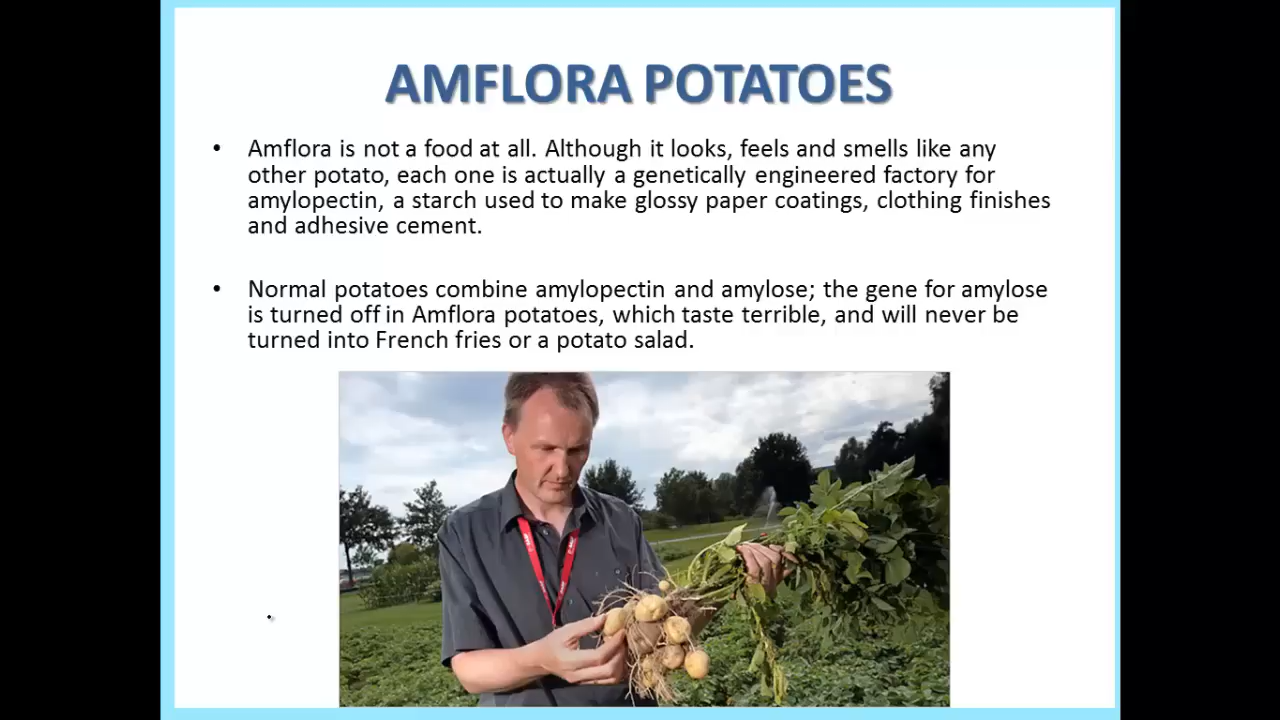 AMFLORA POTATOES
• Amflora is not a food at all. Although it looks, feels and smells like any
other potato, each one is actually a genetically engineered factory for
amylopectin, a starch used to make glossy paper coatings, clothing finishes
and adhesive cement.
• Normal potatoes combine amylopectin and amylose; the gene for amylose
is turned off in Amflora potatoes, which taste terrible, and will never be
turned into French fries or a potato salad.